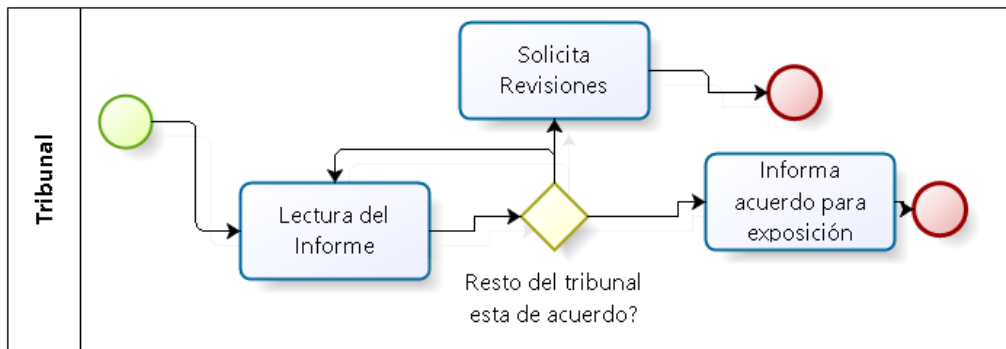 Tribunal
Solicita
Revisiones
Lectura del
Informe
Resto del tribunal
esta de acuerdo?
Informa
acuerdo para
exposición